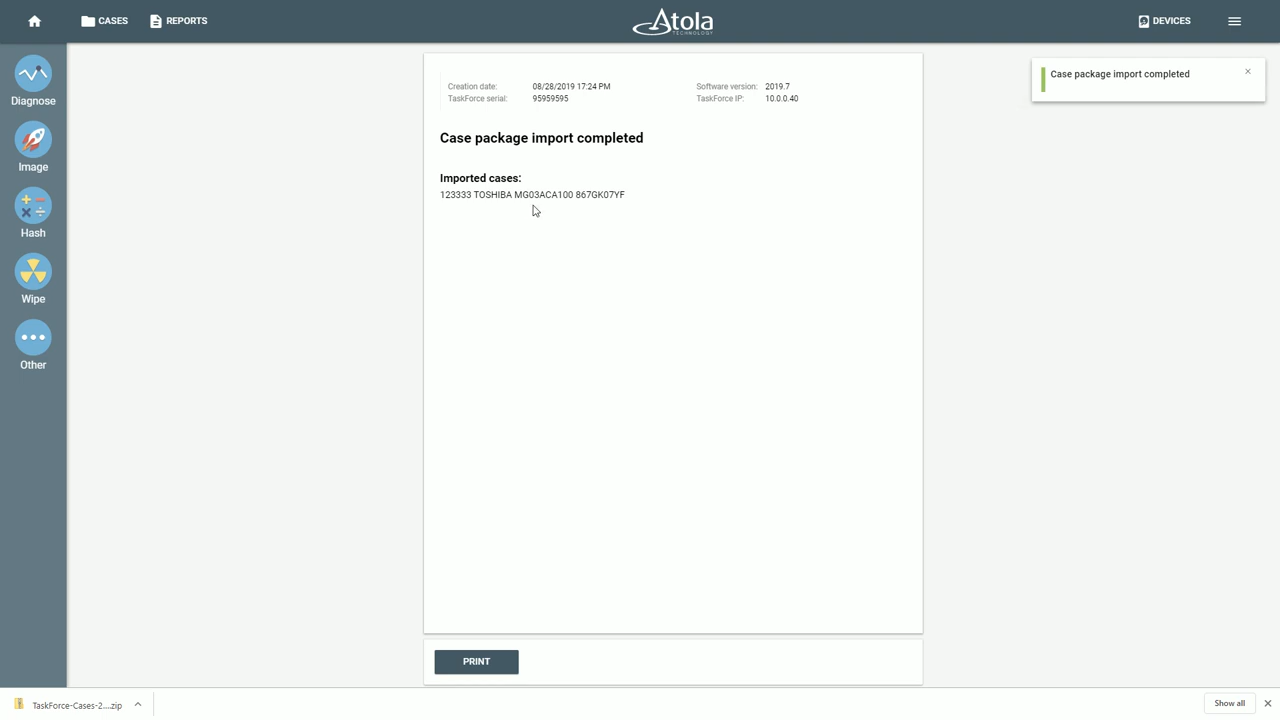 CASES
REPORTS
Atola
TECHNOLOGY
DEVICES
Diagnose
Image
Hash
Wipe
Other
Creation date: 08/28/2019 17:24 PM Software version: 2019.7
TaskForce serial: 95959595 TaskForce IP: 10.0.0.40
Case package import completed
Imported cases:
123333 TOSHIBA MG03ACA100 867GK07YF
PRINT
Case package import completed
TaskForce-Cases-2....zip
Show all